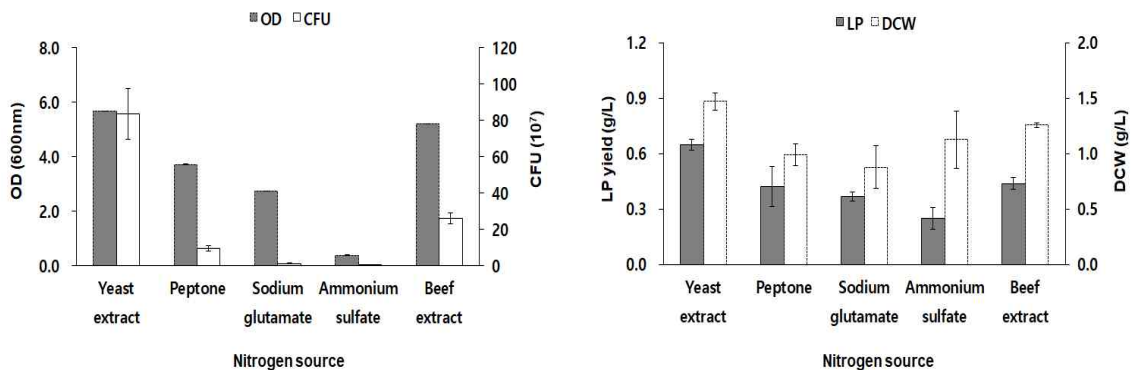 OD CFU
OD (600nm)
8.0
6.0
4.0
2.0
0.0
CFU (10⁷)
120
100
80
60
40
20
0
Yeast extract
Peptone
Sodium glutamate
Ammonium sulfate
Beef extract
Nitrogen source
LP DCW
LP yield (g/L)
1.2
0.9
0.6
0.3
0.0
DCW (g/L)
2.0
1.5
1.0
0.5
0.0
Yeast extract
Peptone
Sodium glutamate
Ammonium sulfate
Beef extract
Nitrogen source